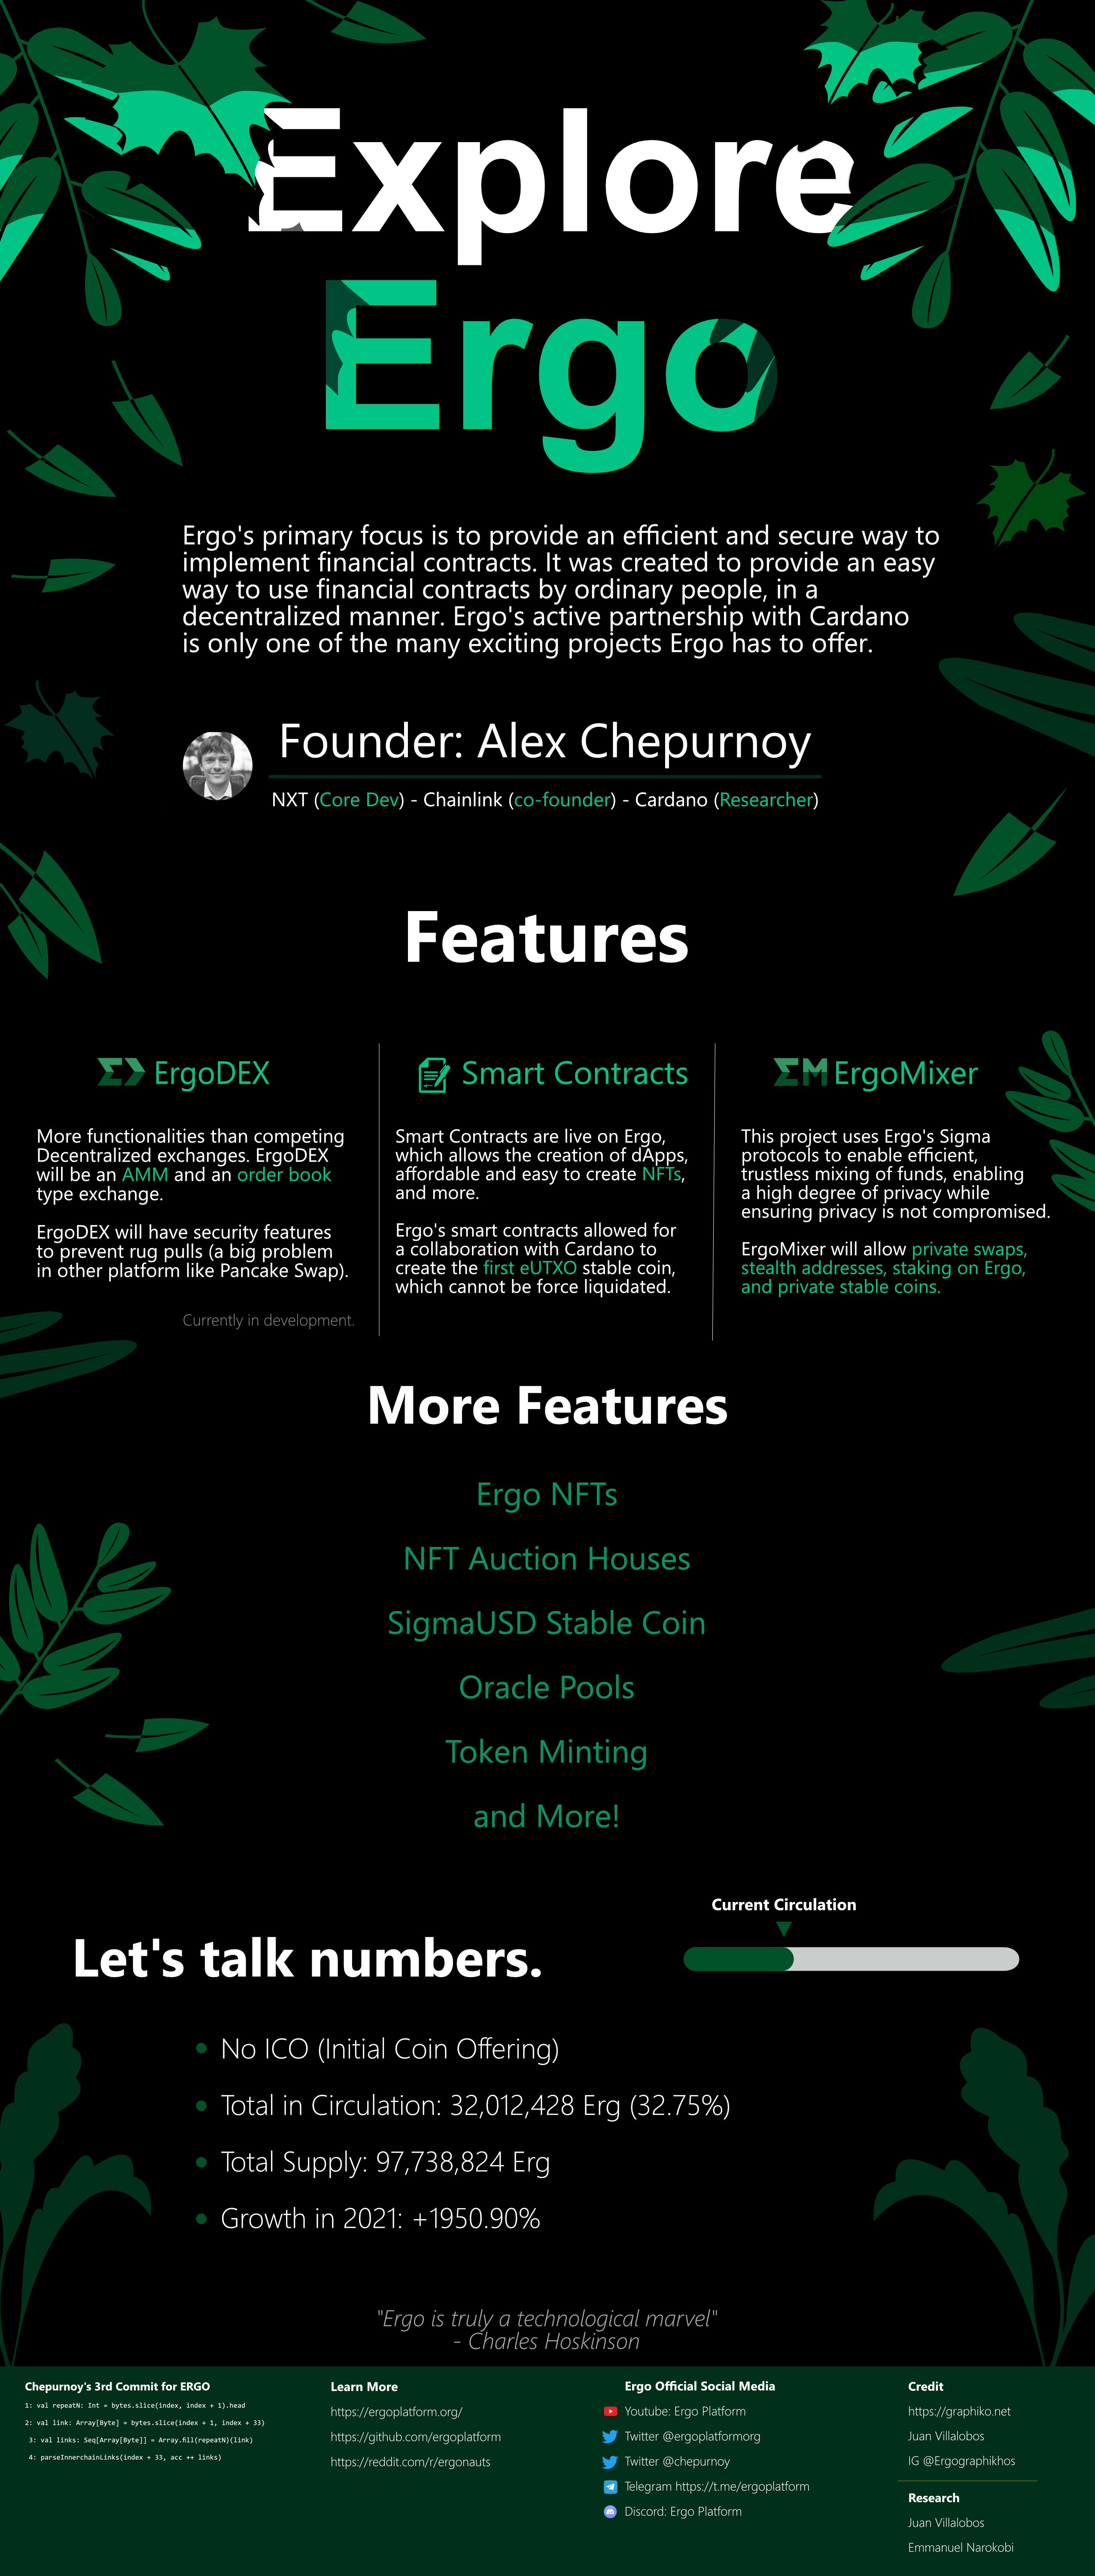 Explore
Ergo
Ergo's primary focus is to provide an efficient and secure way to
implement financial contracts. It was created to provide an easy
way to use financial contracts by ordinary people, in a
decentralized manner. Ergo's active partnership with Cardano
is only one of the many exciting projects Ergo has to offer.
Founder: Alex Chepurnoy
NXT (Core Dev) - Chainlink (co-founder) - Cardano (Researcher)
Features
ErgoDEX
More functionalities than competing
Decentralized exchanges. ErgoDEX
will be an AMM and an order book
type exchange.
ErgoDEX will have security features
to prevent rug pulls (a big problem
in other platform like Pancake Swap).
Currently in development.
Smart Contracts
Smart Contracts are live on Ergo,
which allows the creation of dApps,
affordable and easy to create NFTs,
and more.
Ergo's smart contracts allowed for
a collaboration with Cardano to
create the first eUTXO stable coin,
which cannot be force liquidated.
ΣM ErgoMixer
This project uses Ergo's Sigma
protocols to enable efficient,
trustless mixing of funds, enabling
a high degree of privacy while
ensuring privacy is not compromised.
ErgoMixer will allow private swaps,
stealth addresses, staking on Ergo,
and private stable coins.
More Features
Ergo NFTs
NFT Auction Houses
SigmaUSD Stable Coin
Oracle Pools
Token Minting
and More!
Current Circulation
Let's talk numbers.
No ICO (Initial Coin Offering)
Total in Circulation: 32,012,428 Erg (32.75%)
Total Supply: 97,738,824 Erg
Growth in 2021: +1950.90%
"Ergo is truly a technological marvel"
- Charles Hoskinson
Chepurnoy's 3rd Commit for ERGO
1: val repeatN: Int = bytes.slice(index, index + 1).head
2: val link: Array[Byte] = bytes.slice(index + 1, index + 33)
3: val links: Seq[Array[Byte]] = Array.fill(repeatN)(link)
4: parseInnerchainLinks(index + 33, acc ++ links)
Learn More
https://ergoplatform.org/
https://github.com/ergoplatform
https://reddit.com/r/ergonauts
Ergo Official Social Media
Youtube: Ergo Platform
Twitter @ergoplatformorg
Twitter @chepurnoy
Telegram https://t.me/ergoplatform
Discord: Ergo Platform
Credit
https://graphiko.net
Juan Villalobos
IG @Ergographikhos
Research
Juan Villalobos
Emmanuel Narokobi